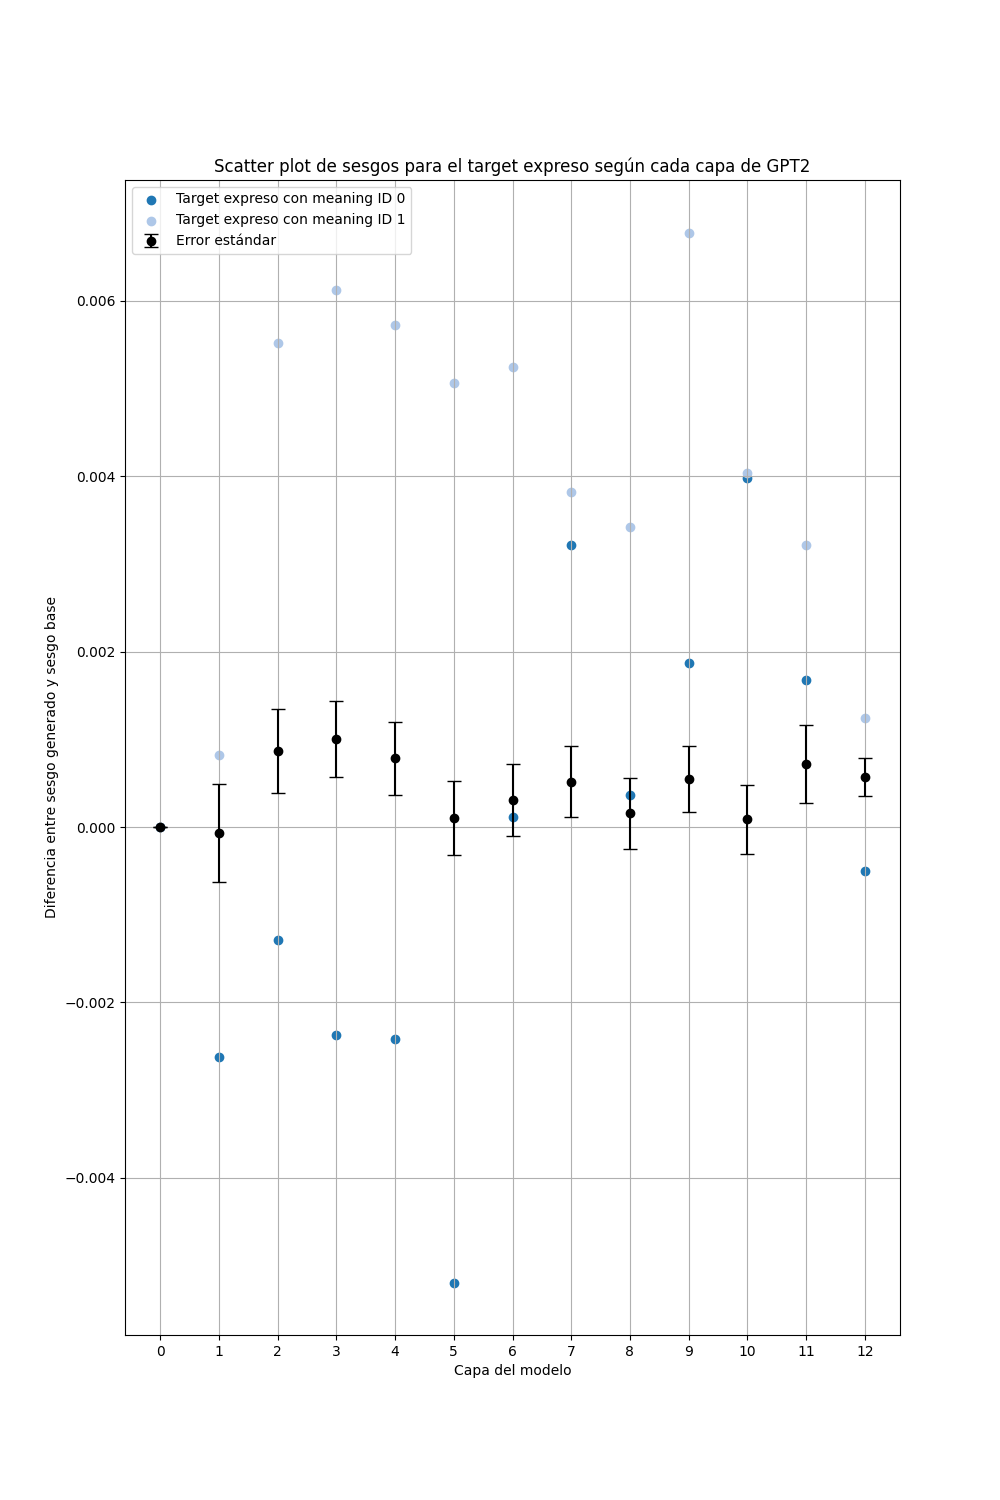 Scatter plot de sesgos para el target expreso según cada capa de GPT2
Target expreso con meaning ID 0
Target expreso con meaning ID 1
Error estándar
0.006
0.004
0.002
0.000
−0.002
−0.004
Diferencia entre sesgo generado y sesgo base
0 1 2 3 4 5 6 7 8 9 10 11 12
Capa del modelo